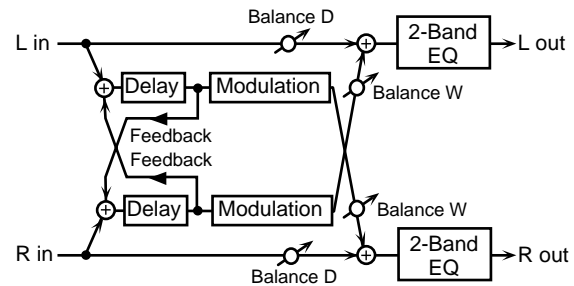 Balance D
L in
2-Band
EQ
L out
Delay
Modulation
Balance W
Feedback
Feedback
Delay
Modulation
Balance W
R in
2-Band
EQ
R out
Balance D